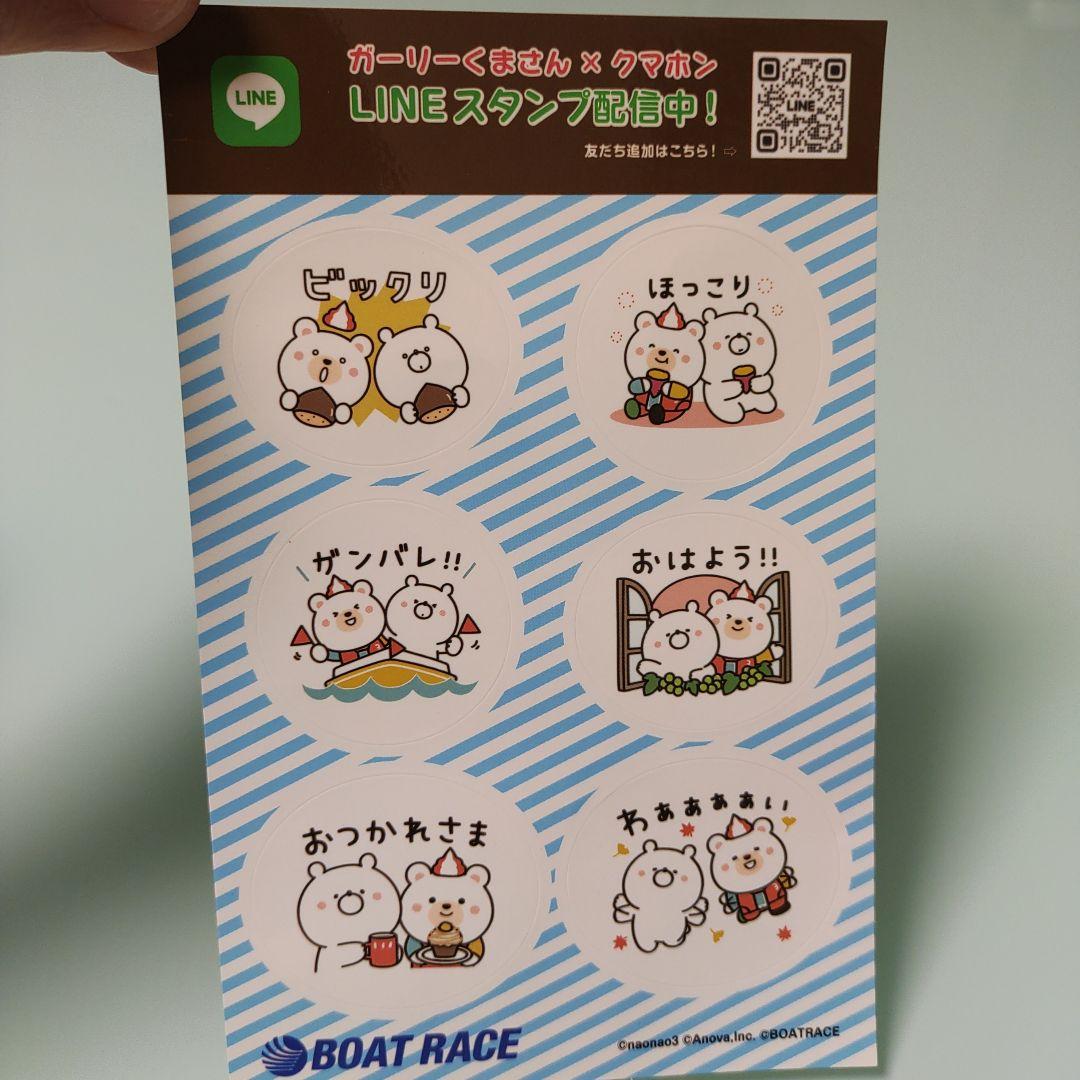 ガーリーくまさん×クマホン
LINE
LINEスタンプ配信中!
LINE
友だち追加はこちら! ⇨
ビックリ
ほっこり
ガンバレ!!
おはよう!!
おつかれさま
わぁぁぁぁぃ
BOAT RACE
©naonao3 ©Anova,Inc. ©BOATRACE